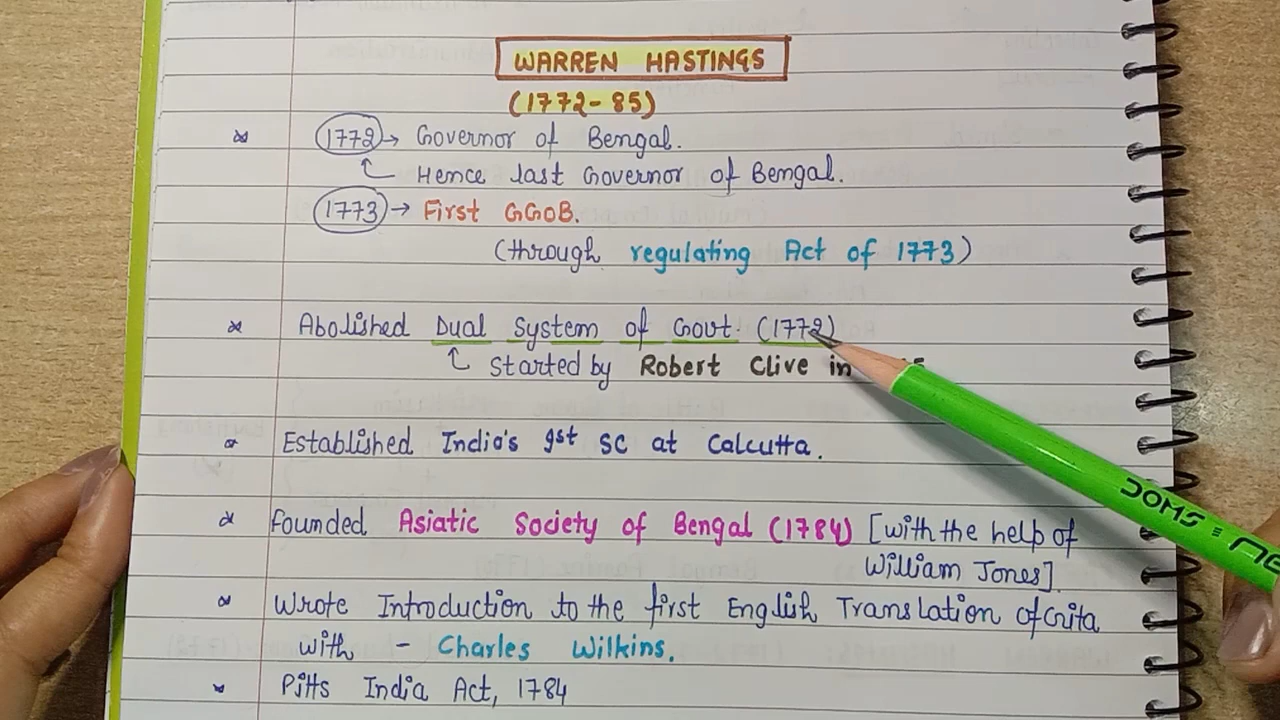 WARREN HASTINGS
(1772-85)
1772 → Governor of Bengal.
Hence last Governor of Bengal.
1773 → First GGOB.
(through regulating Act of 1773)
Abolished Dual System of Govt. (1772)
Started by Robert Clive in
Established India's 1st SC at Calcutta.
founded Asiatic Society of Bengal (1784) [with the help of
William Jones].
Wrote Introduction to the first English Translation of Gita
with - Charles Wilkins.
Pitts India Act, 1784
DOMS